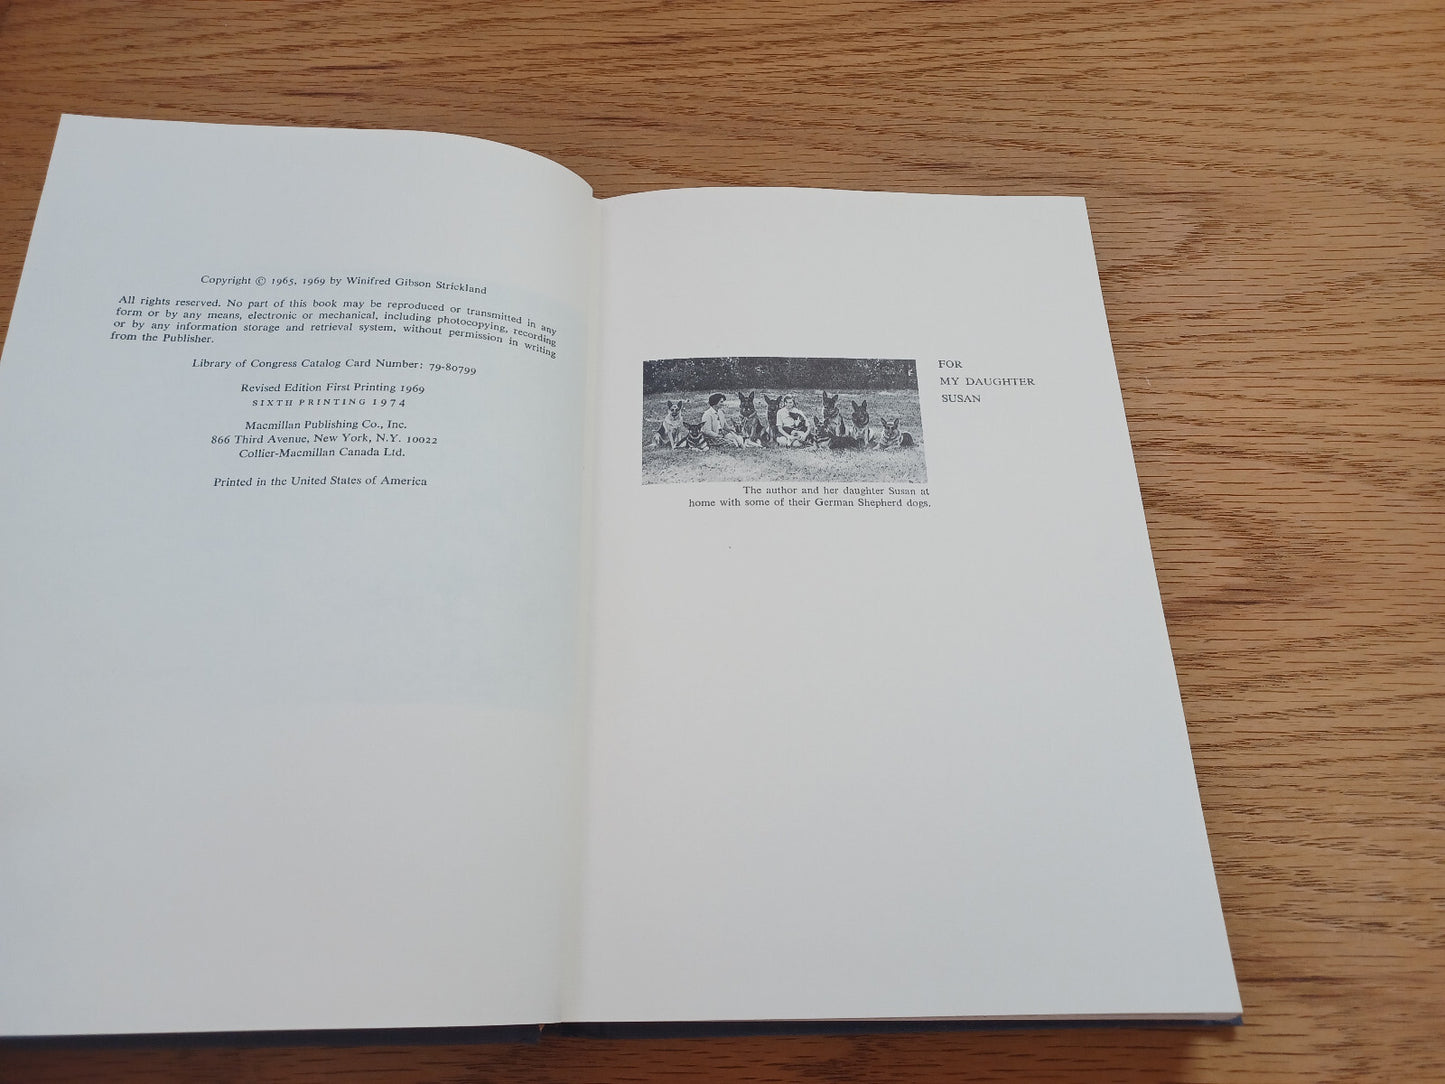 Copyright © 1965, 1969 by Winifred Gibson Strickland
All rights reserved. No part of this book may be reproduced or transmitted in any
form or by any means, electronic or mechanical, including photocopying, recording
or by any information storage and retrieval system, without permission in writing
from the Publisher.
Library of Congress Catalog Card Number: 79-80799
Revised Edition First Printing 1969
SIXTH PRINTING 1974
Macmillan Publishing Co., Inc.
866 Third Avenue, New York, N.Y. 10022
Collier-Macmillan Canada Ltd.
Printed in the United States of America
FOR
MY DAUGHTER
SUSAN
The author and her daughter Susan at
home with some of their German Shepherd dogs.